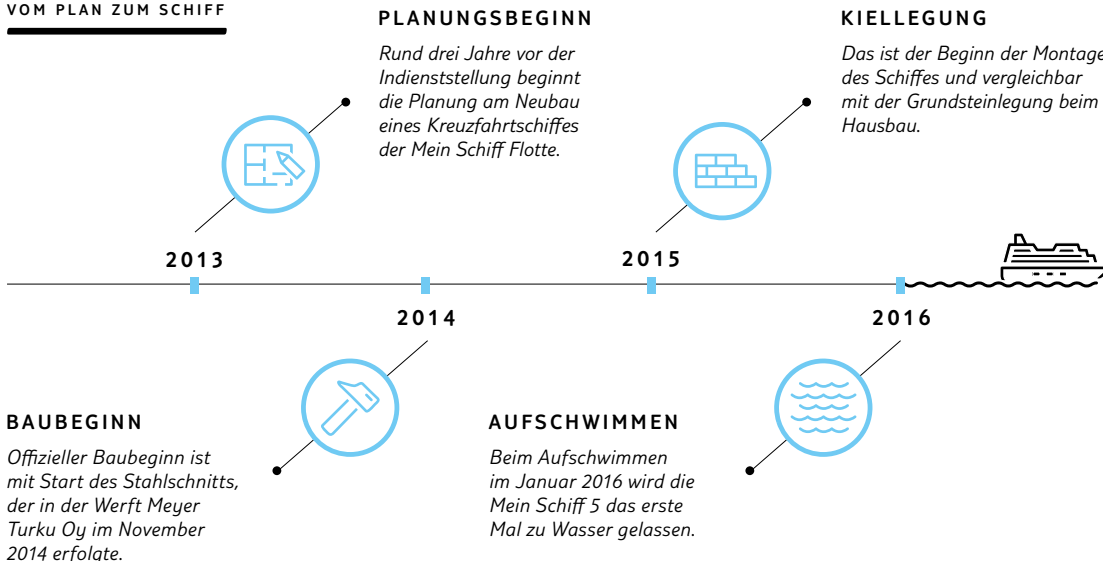 VOM PLAN ZUM SCHIFF
PLANUNGSBEGINN
Rund drei Jahre vor der
Indienststellung beginnt
die Planung am Neubau
eines Kreuzfahrtschiffes
der Mein Schiff Flotte.
KIELLEGUNG
Das ist der Beginn der Montage
des Schiffes und vergleichbar
mit der Grundsteinlegung beim
Hausbau.
2013
2015
2014
2016
BAUBEGINN
Offizieller Baubeginn ist
mit Start des Stahlschnitts,
der in der Werft Meyer
Turku Oy im November
2014 erfolgte.
AUFSCHWIMMEN
Beim Aufschwimmen
im Januar 2016 wird die
Mein Schiff 5 das erste
Mal zu Wasser gelassen.